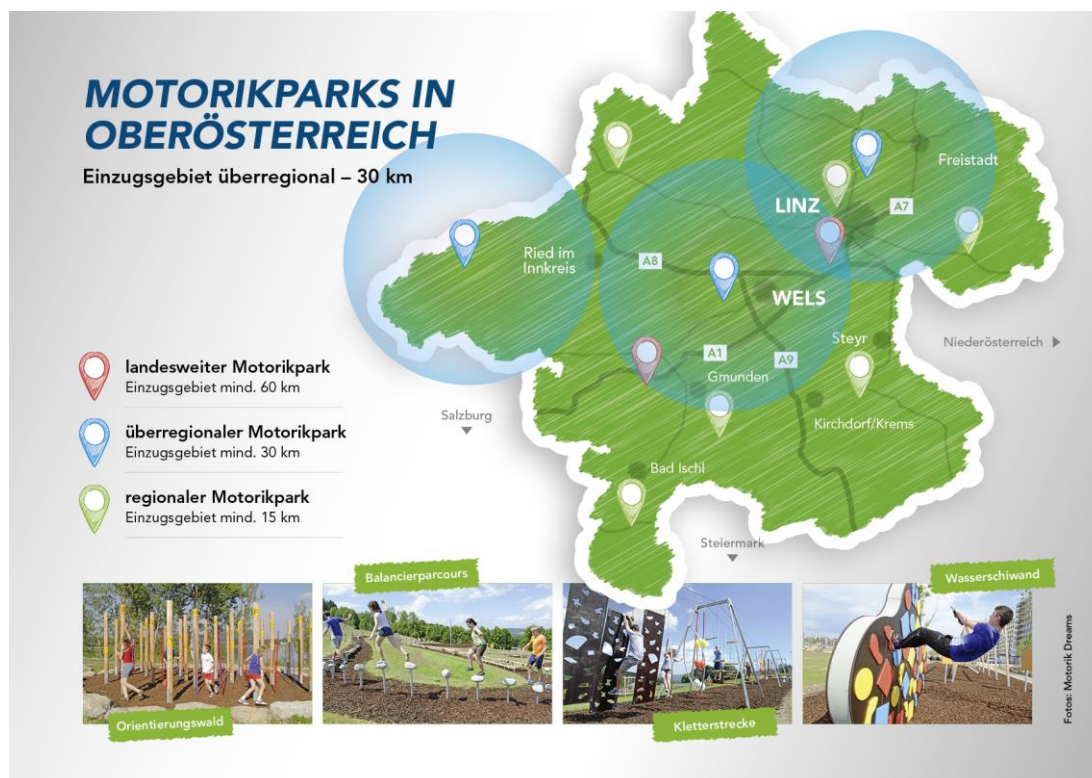 MOTORIKPARKS IN
OBERÖSTERREICH
Einzugsgebiet überregional – 30 km
Freistadt
LINZ
A7
Ried im
Innkreis
A8
WELS
Steyr
Niederösterreich
A1
A9
Gmunden
Kirchdorf/Krems
Salzburg
Bad Ischl
Steiermark
landesweiter Motorikpark
Einzugsgebiet mind. 60 km
überregionaler Motorikpark
Einzugsgebiet mind. 30 km
regionaler Motorikpark
Einzugsgebiet mind. 15 km
Orientierungswald
Balancierparcours
Kletterstrecke
Wasserschiwand
Fotos: Motorik Dreams